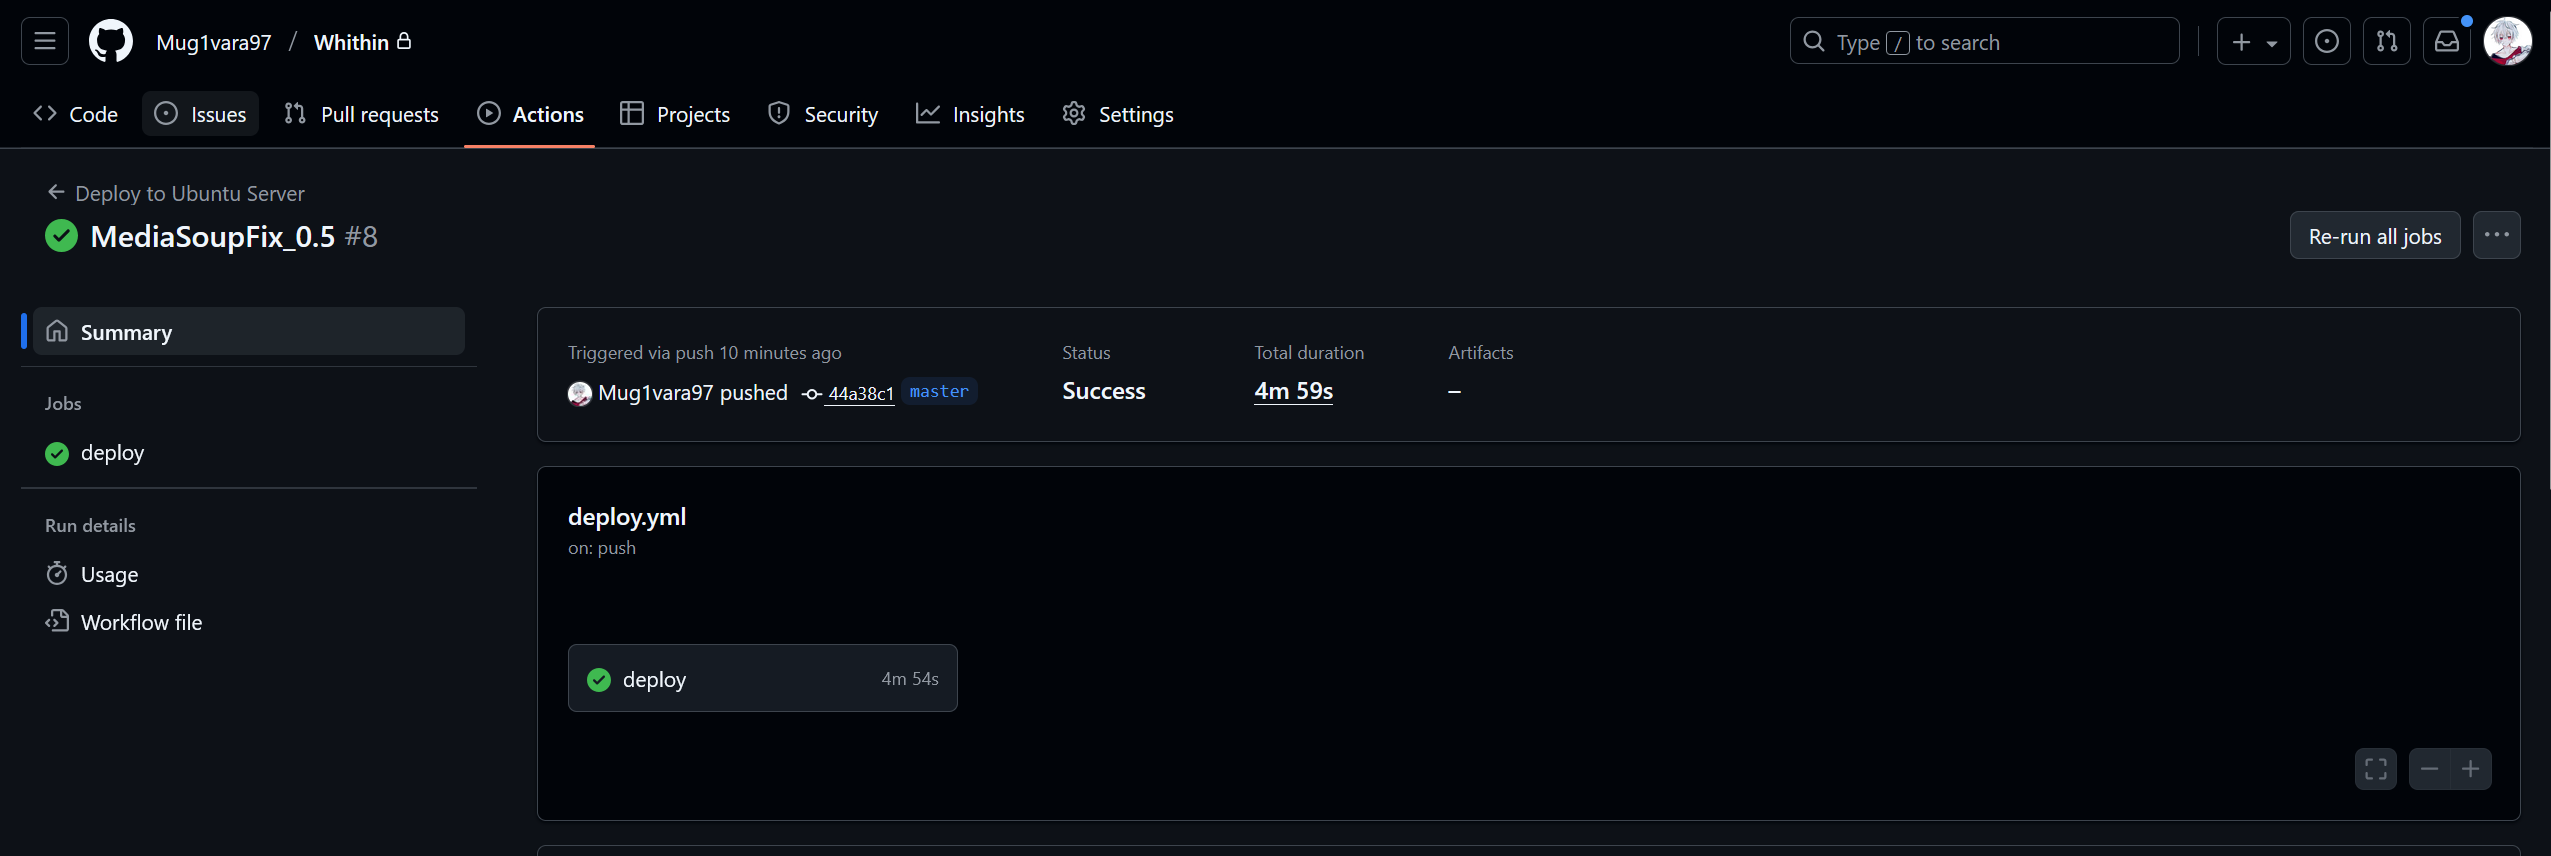 Mug1vara97 / Whithin
Type / to search
Code Issues Pull requests Actions Projects Security Insights Settings
Deploy to Ubuntu Server
MediaSoupFix_0.5 #8
Re-run all jobs
Summary
Jobs
deploy
Run details
Usage
Workflow file
Triggered via push 10 minutes ago
Mug1vara97 pushed 44a38c1 master
Status
Success
Total duration
4m 59s
Artifacts
–
deploy.yml
on: push
deploy 4m 54s